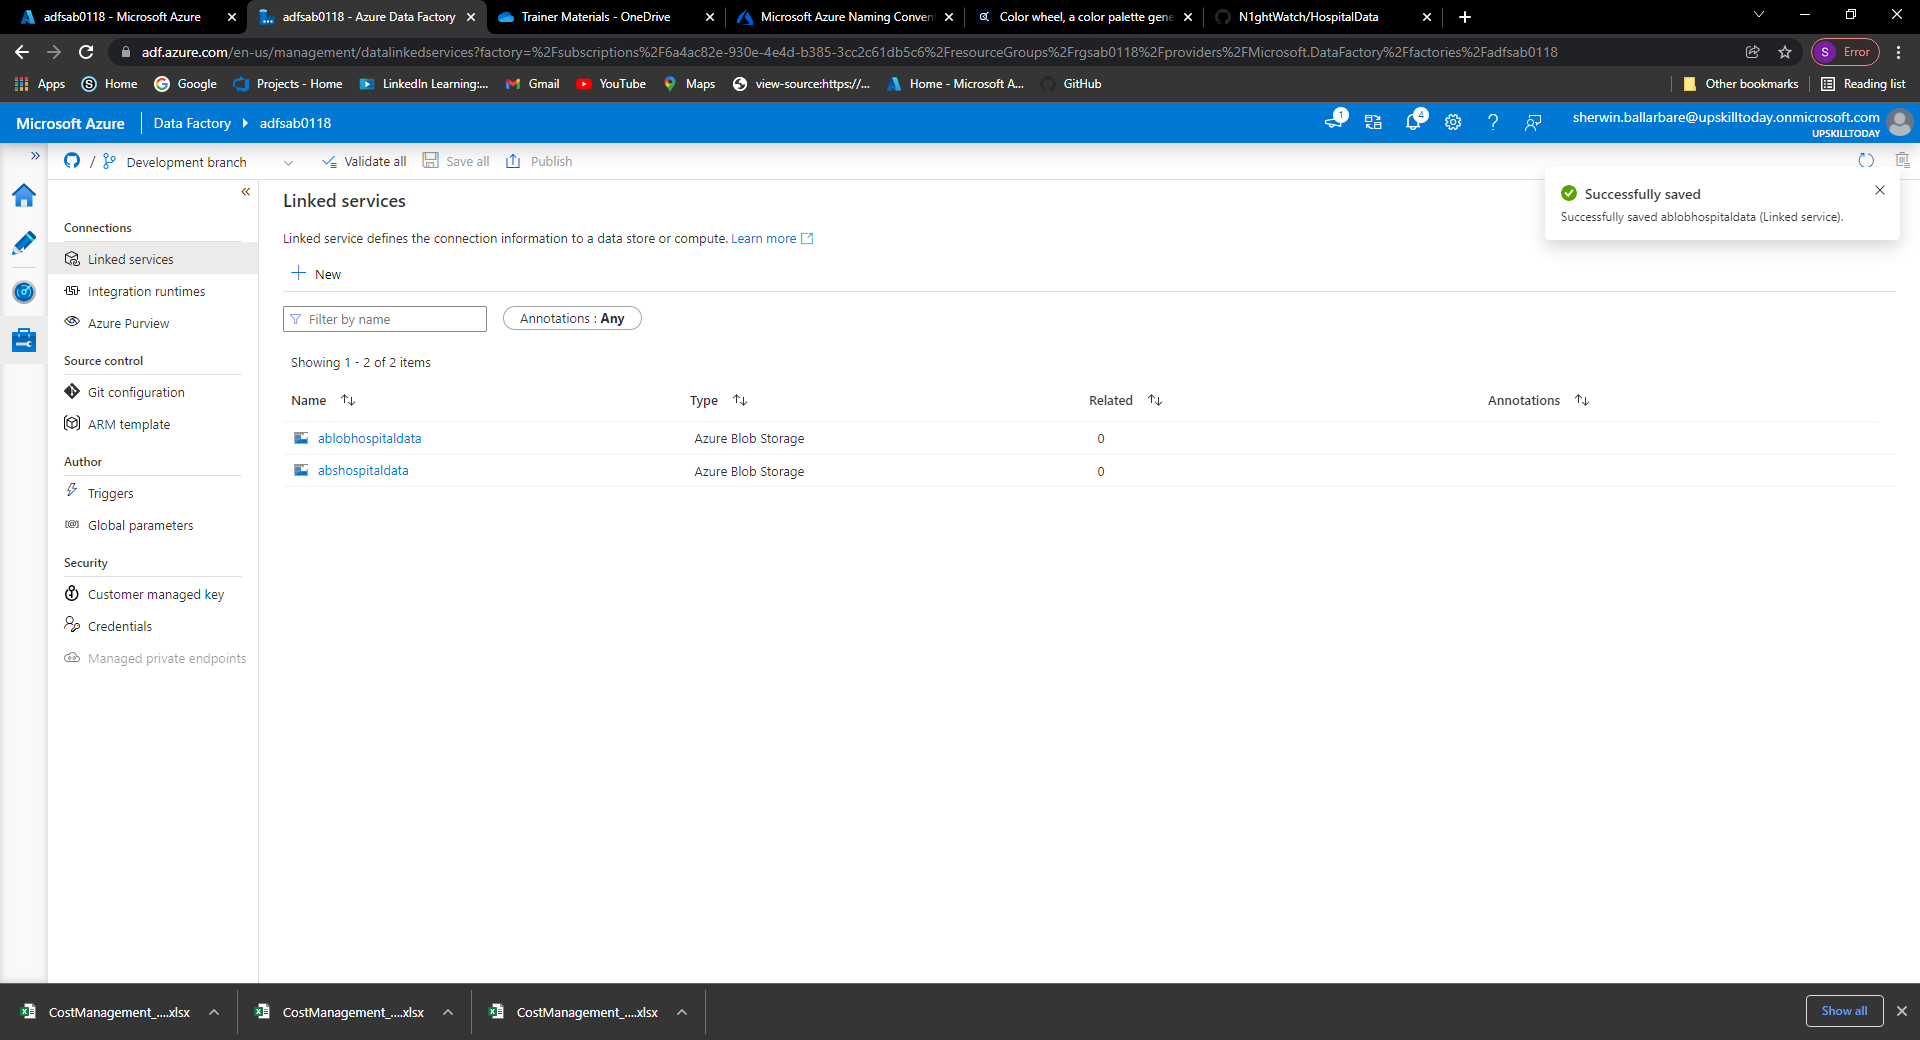 adfsab0118 - Microsoft Azure
adfsab0118 - Azure Data Factory
Trainer Materials - OneDrive
Microsoft Azure Naming Conven
Color wheel, a color palette gene
N1ghtWatch/HospitalData
adf.azure.com/en-us/management/datalinkedservices?factory=%2Fsubscriptions%2F6a4ac82e-930e-4e4d-b385-3cc2c61db5c6%2FresourceGroups%2Frgsab0118%2Fproviders%2FMicrosoft.DataFactory%2Ffactories%2Fadfsab0118
S Error
Apps
Home
Google
Projects - Home
LinkedIn Learning:...
Gmail
YouTube
Maps
view-source:https://...
Home - Microsoft A...
GitHub
Other bookmarks
Reading list
Microsoft Azure
Data Factory
adfsab0118
1
4
sherwin.ballarbare@upskilltoday.onmicrosoft.com
UPSKILLTODAY
/ Development branch
Validate all
Save all
Publish
Successfully saved
Successfully saved ablobhospitaldata (Linked service).
Connections
Linked services
Integration runtimes
Azure Purview
Source control
Git configuration
ARM template
Author
Triggers
Global parameters
Security
Customer managed key
Credentials
Managed private endpoints
Linked services
Linked service defines the connection information to a data store or compute. Learn more
New
Filter by name
Annotations : Any
Showing 1 - 2 of 2 items
Name Type Related Annotations
ablobhospitaldata Azure Blob Storage 0
abshospitaldata Azure Blob Storage 0
CostManagement_....xlsx
CostManagement_....xlsx
CostManagement_....xlsx
Show all